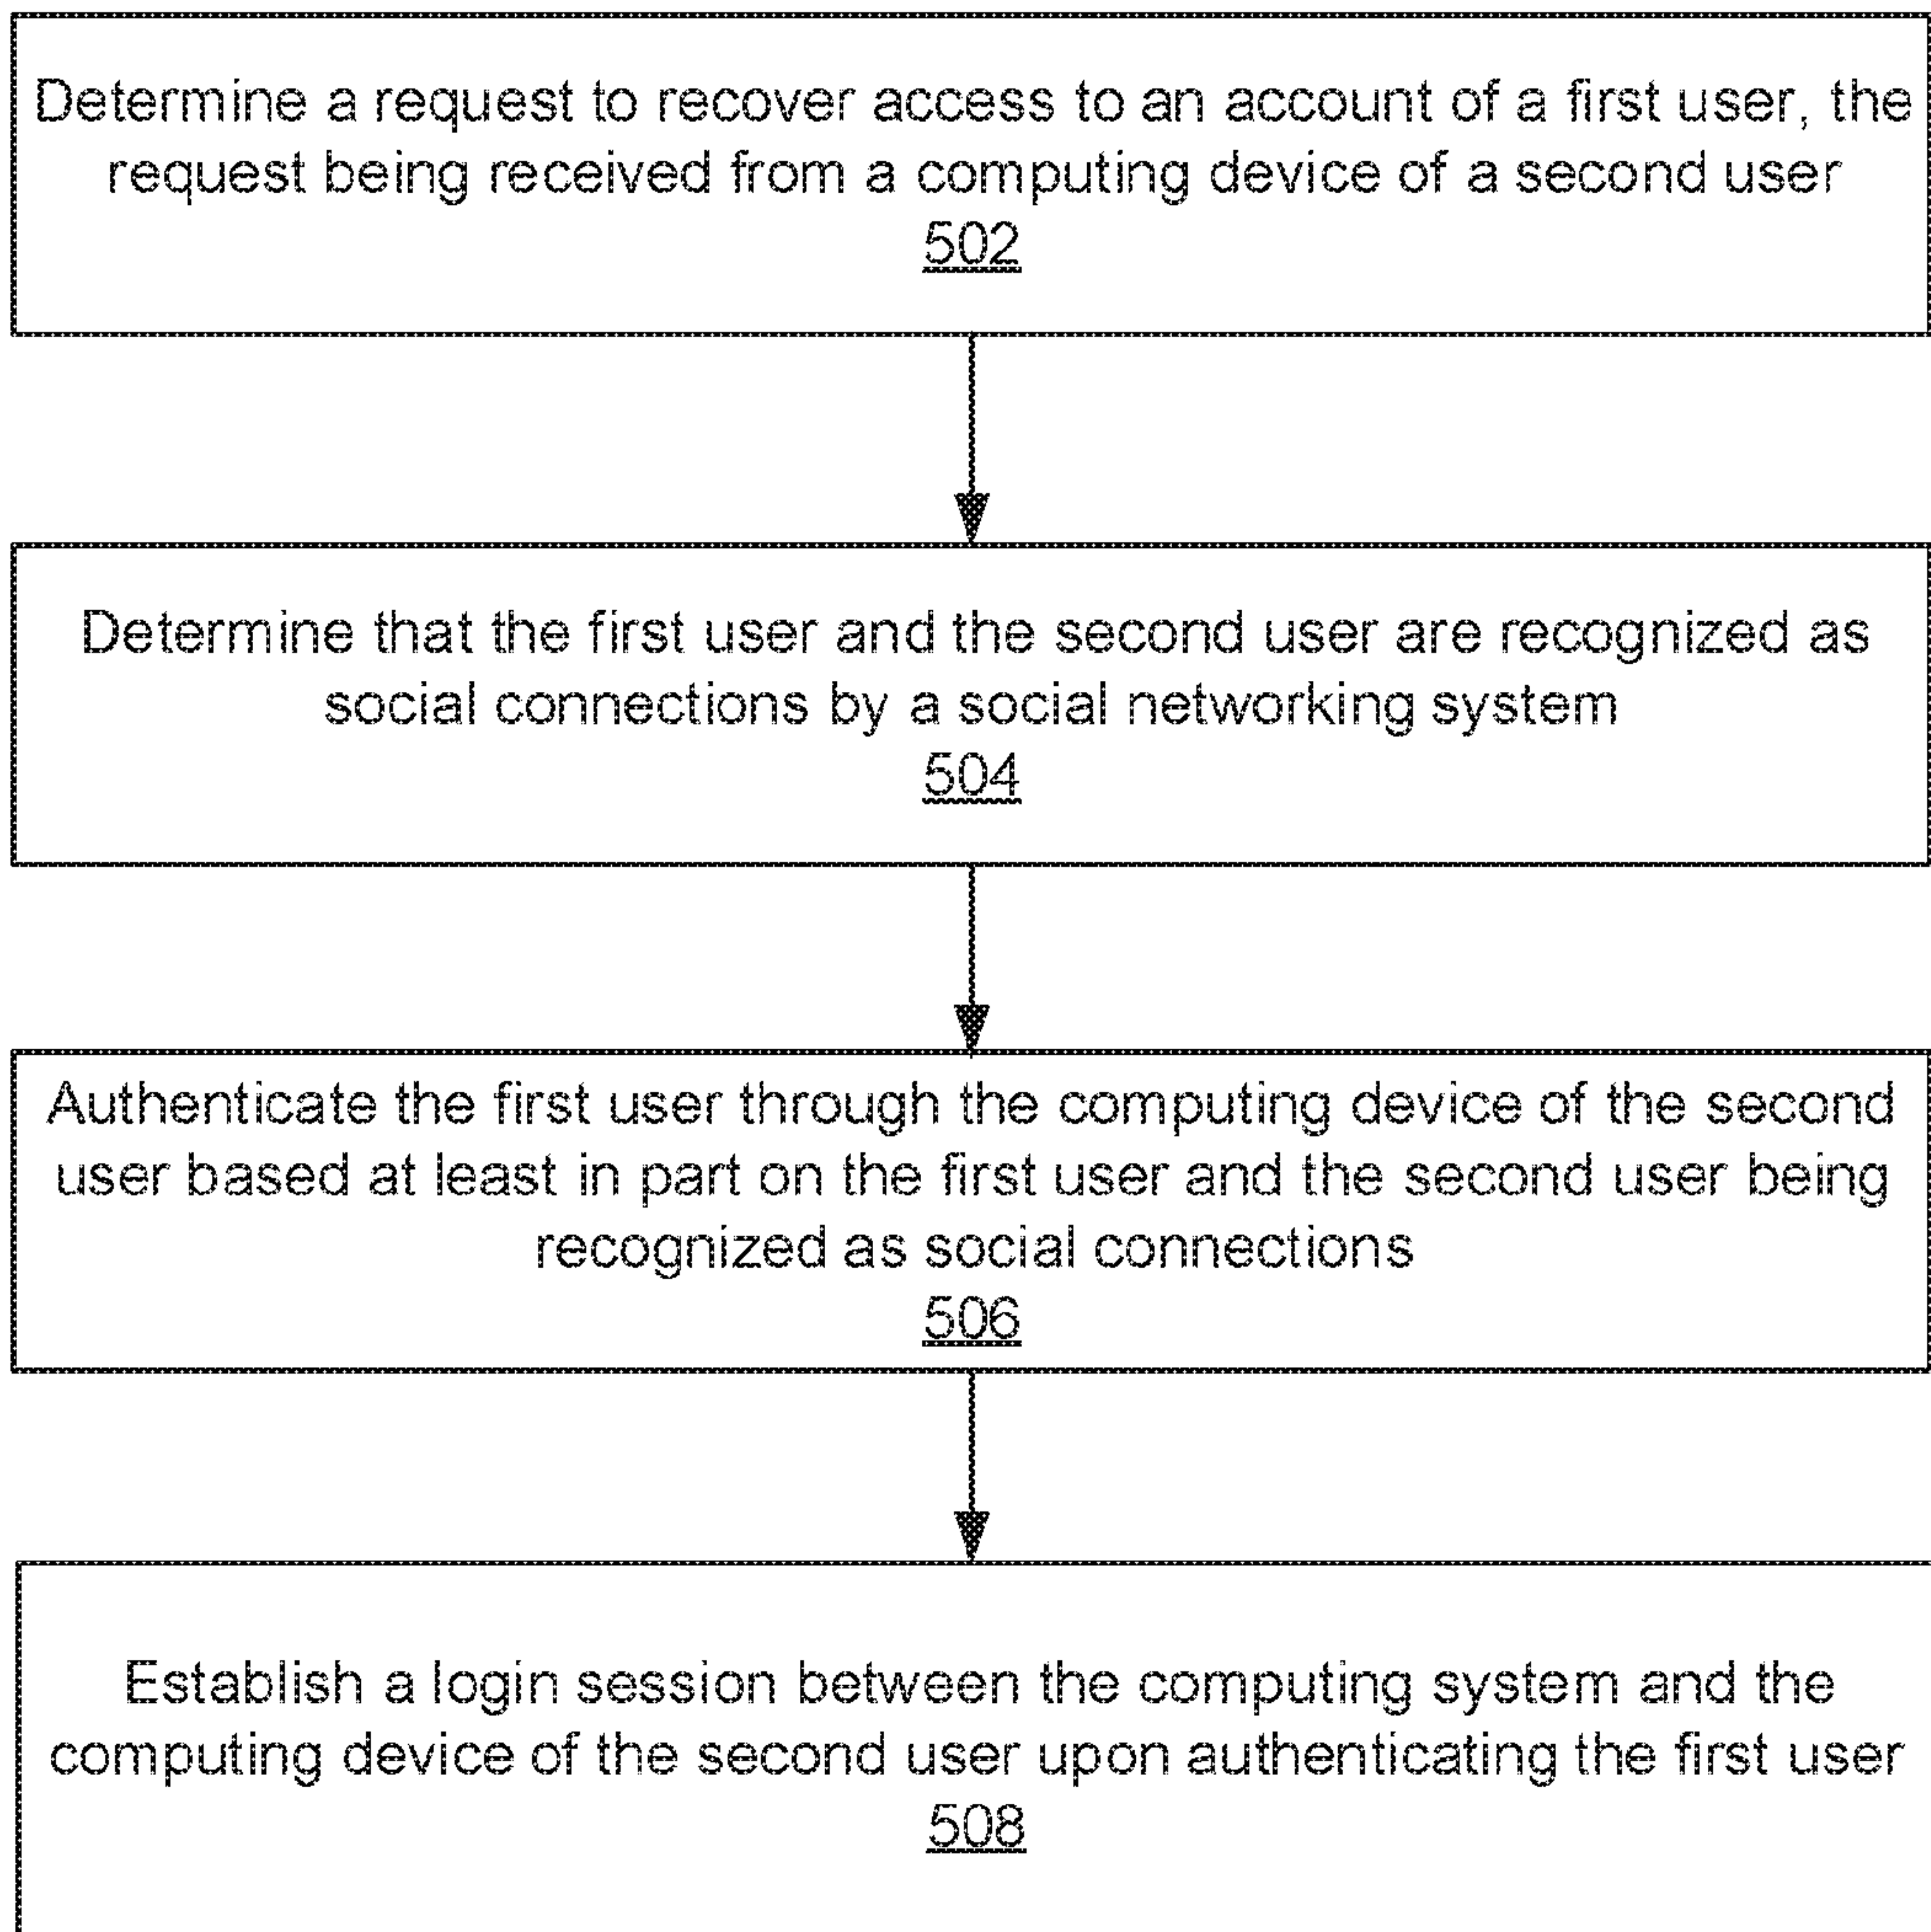 Determine a request to recover access to an account of a first user, the
request being received from a computing device of a second user
502
Determine that the first user and the second user are recognized as
social connections by a social networking system
504
Authenticate the first user through the computing device of the second
user based at least in part on the first user and the second user being
recognized as social connections
506
Establish a login session between the computing system and the
computing device of the second user upon authenticating the first user
508